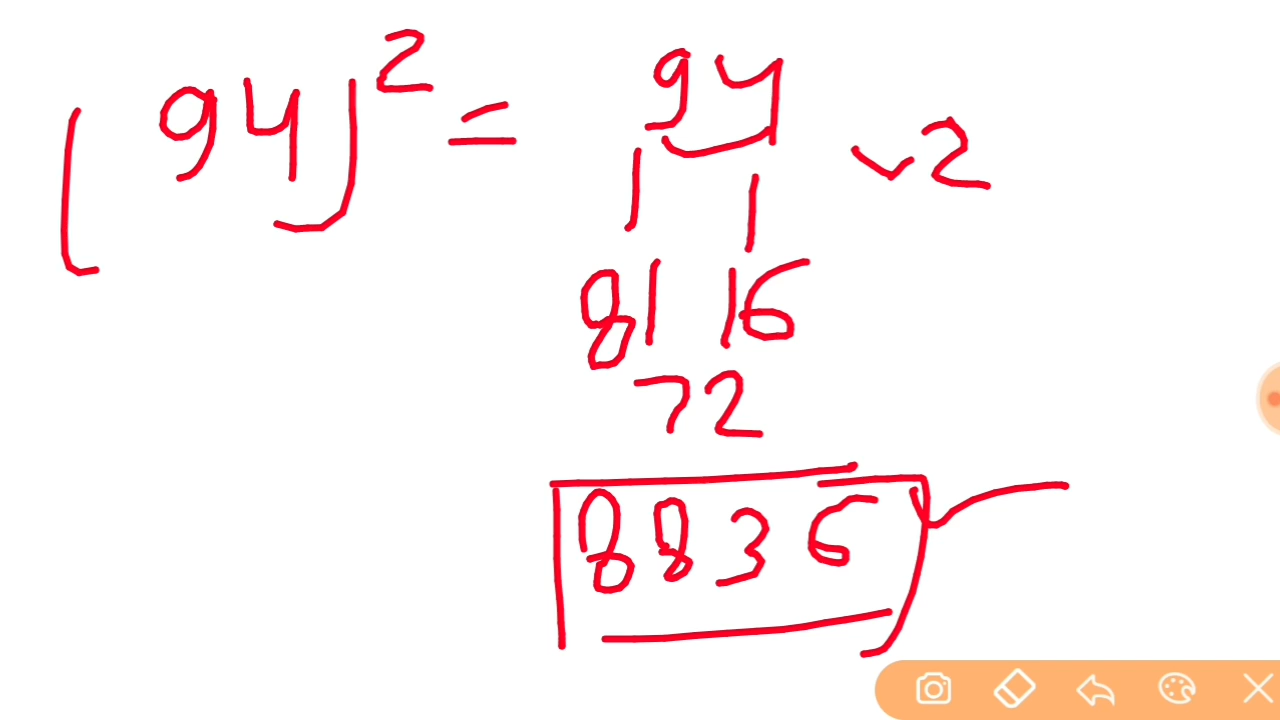 (94)² = 94 × 2
81 16
72
8836